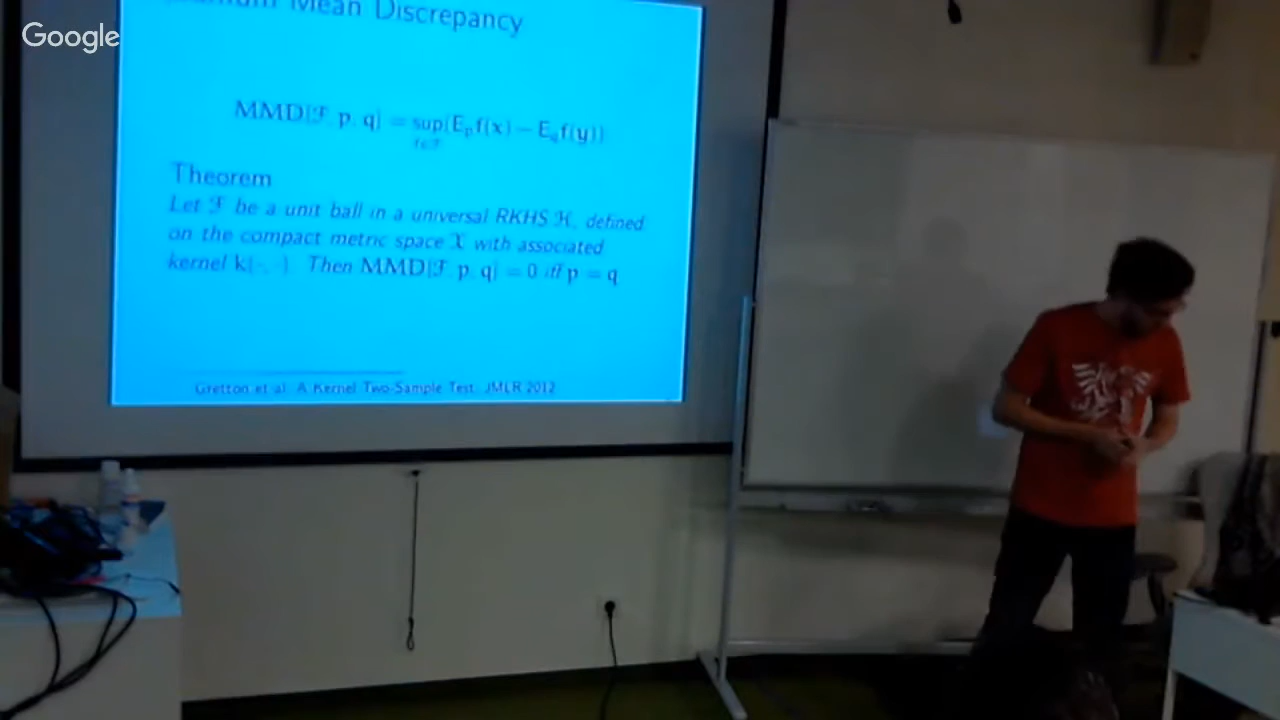 Google
Mean Discrepancy
MMD[ℱ, p, q] = sup(E_p f(x) − E_q f(y))
f∈ℱ
Theorem
Let ℱ be a unit ball in a universal RKHS ℋ, defined
on the compact metric space 𝒳 with associated
kernel k(·, ·). Then MMD[ℱ, p, q] = 0 iff p = q
Gretton et al. A Kernel Two-Sample Test. JMLR 2012